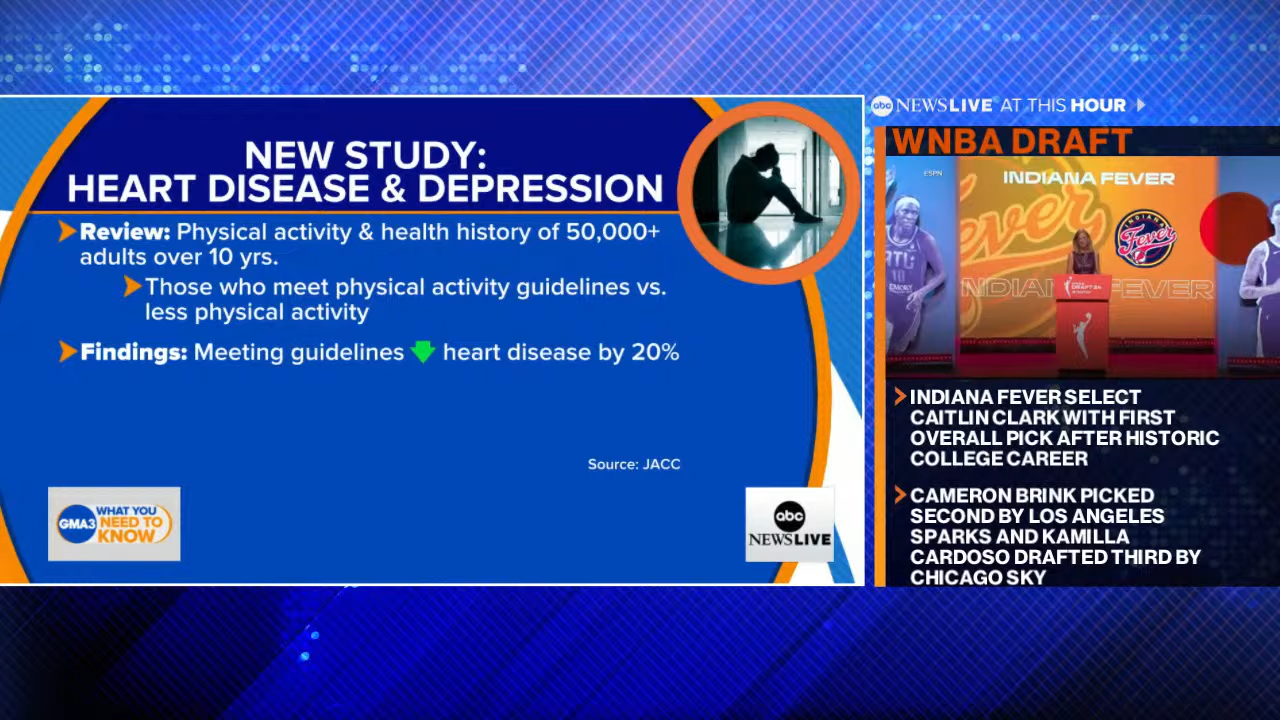 NEW STUDY:
HEART DISEASE & DEPRESSION
Review: Physical activity & health history of 50,000+
adults over 10 yrs.
Those who meet physical activity guidelines vs.
less physical activity
Findings: Meeting guidelines heart disease by 20%
Source: JACC
GMA3
WHAT YOU
NEED TO
KNOW
abc
NEWS LIVE
abc NEWS LIVE AT THIS HOUR
WNBA DRAFT
ESPN
INDIANA FEVER
INDIANA
Fever
INDIANA FEVER SELECT
CAITLIN CLARK WITH FIRST
OVERALL PICK AFTER HISTORIC
COLLEGE CAREER
CAMERON BRINK PICKED
SECOND BY LOS ANGELES
SPARKS AND KAMILLA
CARDOSO DRAFTED THIRD BY
CHICAGO SKY